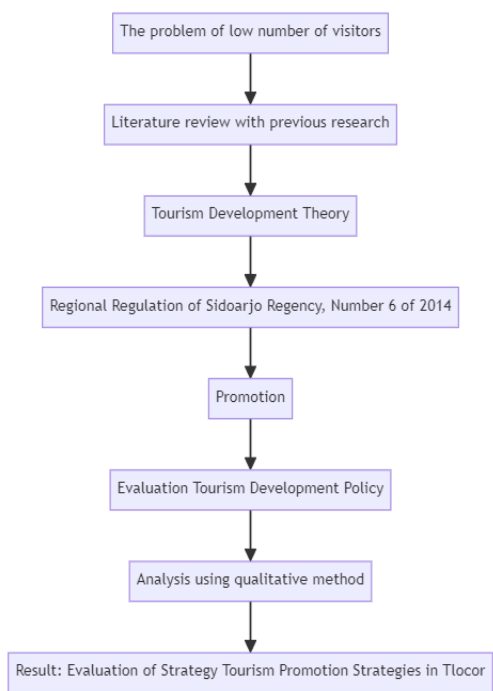 The problem of low number of visitors
Literature review with previous research
Tourism Development Theory
Regional Regulation of Sidoarjo Regency, Number 6 of 2014
Promotion
Evaluation Tourism Development Policy
Analysis using qualitative method
Result: Evaluation of Strategy Tourism Promotion Strategies in Tlocor